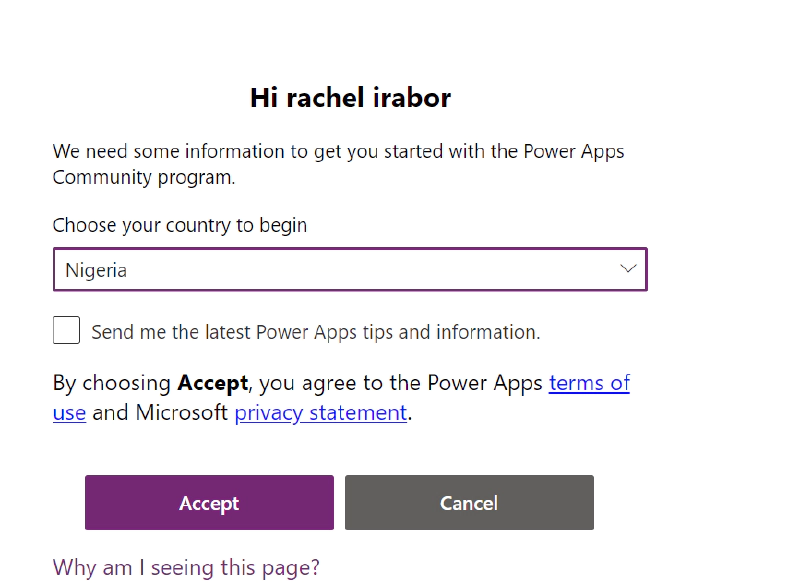 Hi rachel irabor
We need some information to get you started with the Power Apps
Community program.
Choose your country to begin
Nigeria
Send me the latest Power Apps tips and information.
By choosing Accept, you agree to the Power Apps terms of
use and Microsoft privacy statement.
Accept
Cancel
Why am I seeing this page?